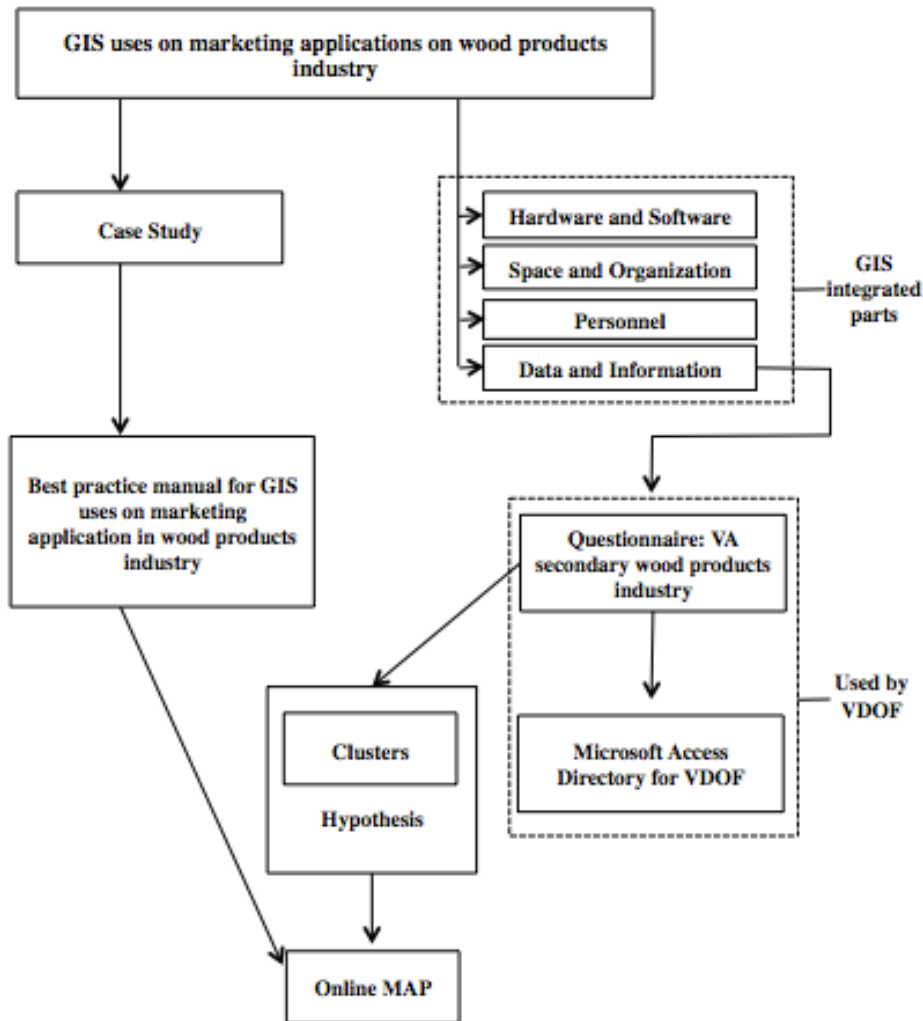 GIS uses on marketing applications on wood products
industry
Case Study
Hardware and Software
Space and Organization
Personnel
Data and Information
GIS
integrated
parts
Best practice manual for GIS
uses on marketing
application in wood products
industry
Questionnaire: VA
secondary wood products
industry
Used by
VDOF
Microsoft Access
Directory for VDOF
Clusters
Hypothesis
Online MAP